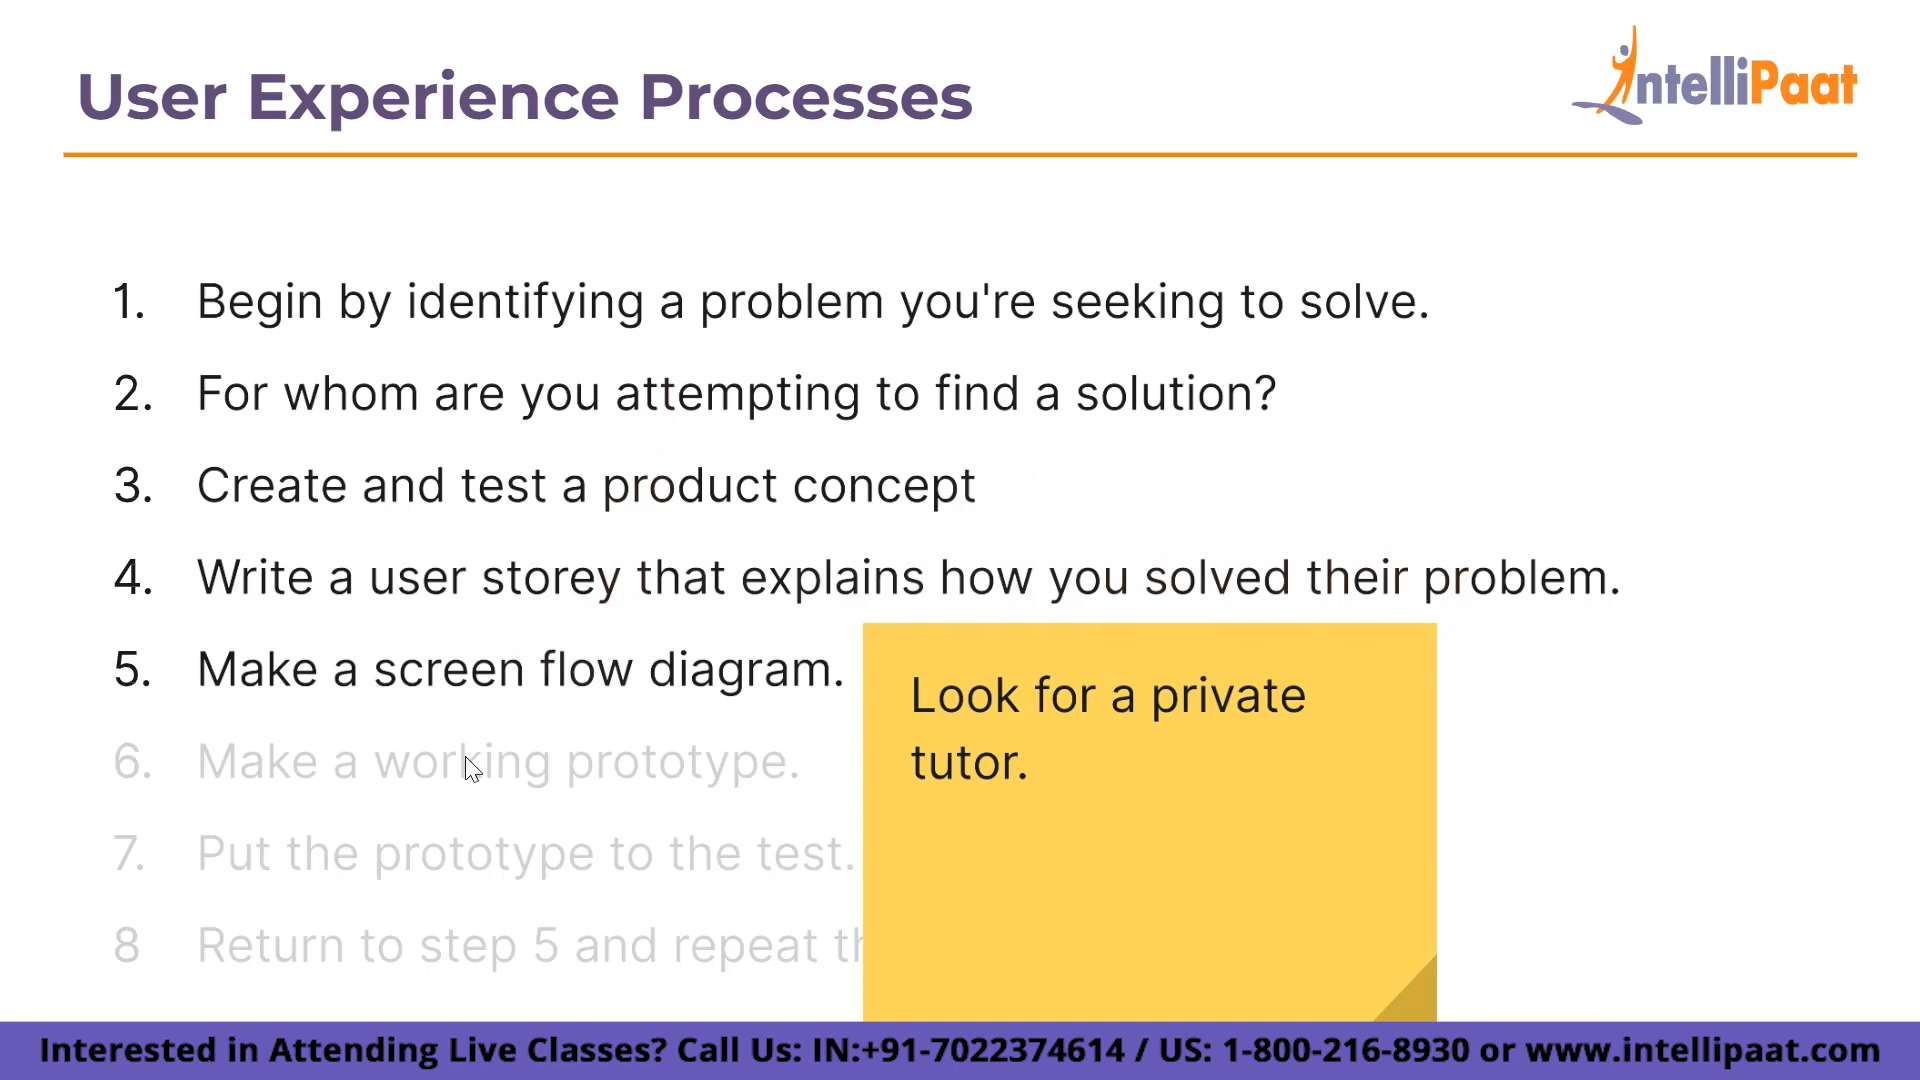 User Experience Processes
IntelliPaat
1. Begin by identifying a problem you're seeking to solve.
2. For whom are you attempting to find a solution?
3. Create and test a product concept
4. Write a user storey that explains how you solved their problem.
5. Make a screen flow diagram.
6. Make a working prototype.
7. Put the prototype to the test.
8 Return to step 5 and repeat
Look for a private
tutor.
Interested in Attending Live Classes? Call Us: IN:+91-7022374614 / US: 1-800-216-8930 or www.intellipaat.com